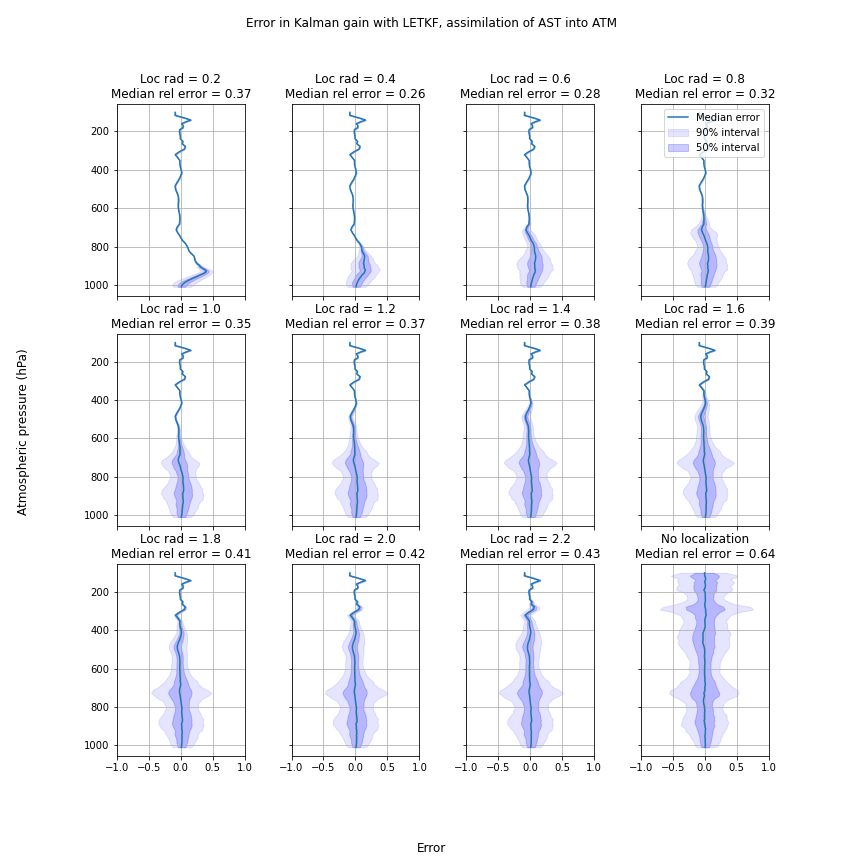 Error in Kalman gain with LETKF, assimilation of AST into ATM
Loc rad = 0.2
Median rel error = 0.37
Loc rad = 0.4
Median rel error = 0.26
Loc rad = 0.6
Median rel error = 0.28
Loc rad = 0.8
Median rel error = 0.32
200
400
600
800
1000
Median error
90% interval
50% interval
Loc rad = 1.0
Median rel error = 0.35
Loc rad = 1.2
Median rel error = 0.37
Loc rad = 1.4
Median rel error = 0.38
Loc rad = 1.6
Median rel error = 0.39
Atmospheric pressure (hPa)
200
400
600
800
1000
Loc rad = 1.8
Median rel error = 0.41
Loc rad = 2.0
Median rel error = 0.42
Loc rad = 2.2
Median rel error = 0.43
No localization
Median rel error = 0.64
200
400
600
800
1000
−1.0 −0.5 0.0 0.5 1.0
−1.0 −0.5 0.0 0.5 1.0
−1.0 −0.5 0.0 0.5 1.0
−1.0 −0.5 0.0 0.5 1.0
Error